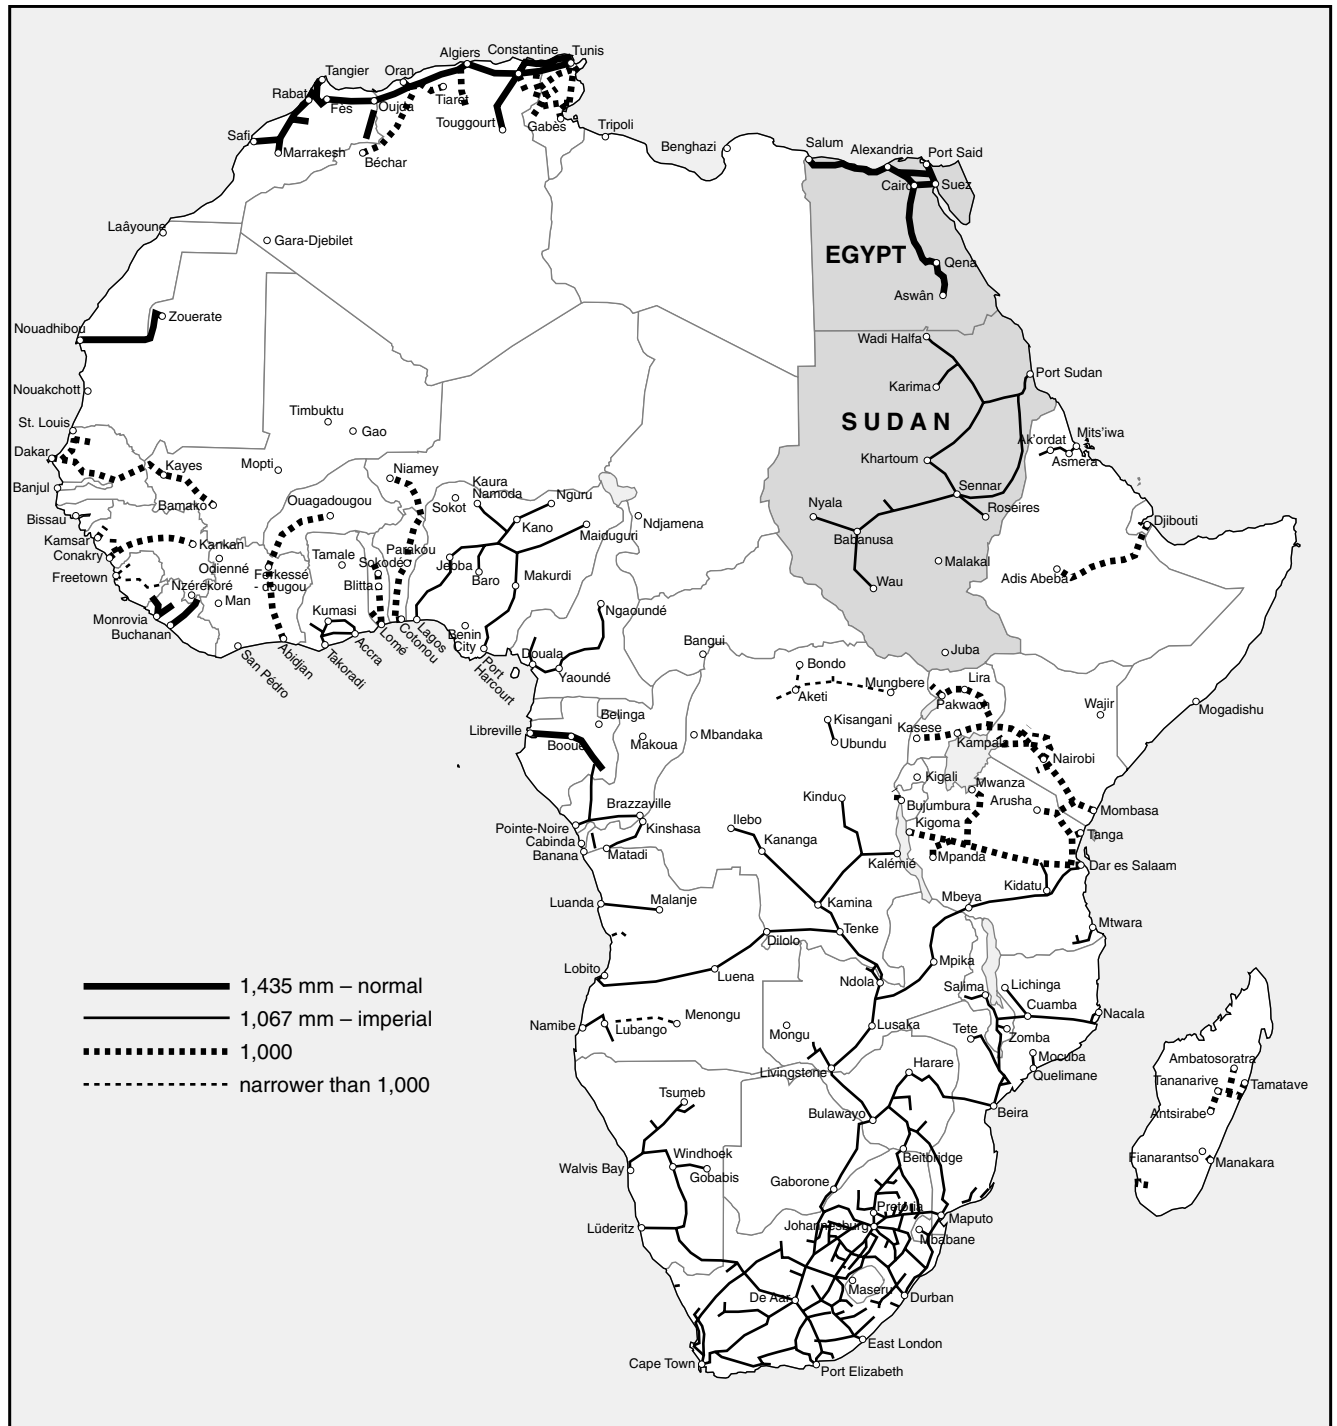 Algiers
Constantine
Tunis
Tangier
Oran
Rabat
Fès
Oujda
Tiaret
Touggourt
Gabès
Tripoli
Safi
Marrakesh
Béchar
Benghazi
Salum
Alexandria
Port Said
Cairo
Suez
Laâyoune
Gara-Djebilet
EGYPT
Qena
Aswân
Zouerate
Nouadhibou
Wadi Halfa
Nouakchott
Karima
Port Sudan
Timbuktu
St. Louis
Gao
SUDAN
Ak'ordat
Mits'iwa
Dakar
Kayes
Mopti
Niamey
Khartoum
Asmera
Banjul
Bamako
Ouagadougou
Sokot
Kaura
Namoda
Nguru
Sennar
Bissau
Kano
Ndjamena
Nyala
Roseires
Djibouti
Kamsar
Conakry
Kankan
Odienné
Tamale
Parakou
Sokodé
Jebba
Maiduguri
Babanusa
Malakal
Freetown
Nzérékoré
Ferkessé
- dougou
Blitta
Baro
Makurdi
Wau
Adis Abeba
Man
Monrovia
Buchanan
Kumasi
Ngaoundé
San Pédro
Abidjan
Takoradi
Accra
Lomé
Cotonou
Lagos
Benin
City
Port
Harcourt
Douala
Yaoundé
Bangui
Juba
Bondo
Aketi
Mungbere
Lira
Pakwach
Wajir
Mogadishu
Libreville
Belinga
Booue
Makoua
Mbandaka
Kisangani
Ubundu
Kasese
Kampala
Nairobi
Kigali
Mwanza
Arusha
Mombasa
Brazzaville
Kinshasa
Pointe-Noire
Cabinda
Banana
Matadi
Ilebo
Kananga
Kindu
Bujumbura
Kigoma
Tanga
Kalémié
Mpanda
Dar es Salaam
Kidatu
Luanda
Malanje
Kamina
Mbeya
Mtwara
Dilolo
Tenke
Lobito
Luena
Ndola
Mpika
1,435 mm – normal
Salima
Lichinga
Cuamba
Nacala
1,067 mm – imperial
Namibe
Lubango
Menongu
Mongu
Lusaka
Tete
Zomba
1,000
Mocuba
Quelimane
Ambatosoratra
Tananarive
Tamatave
narrower than 1,000
Livingstone
Harare
Tsumeb
Bulawayo
Beira
Antsirabe
Windhoek
Beitbridge
Fianarantso
Manakara
Walvis Bay
Gobabis
Gaborone
Pretoria
Lüderitz
Johannesburg
Maputo
Mbabane
De Aar
Maseru
Durban
East London
Cape Town
Port Elizabeth